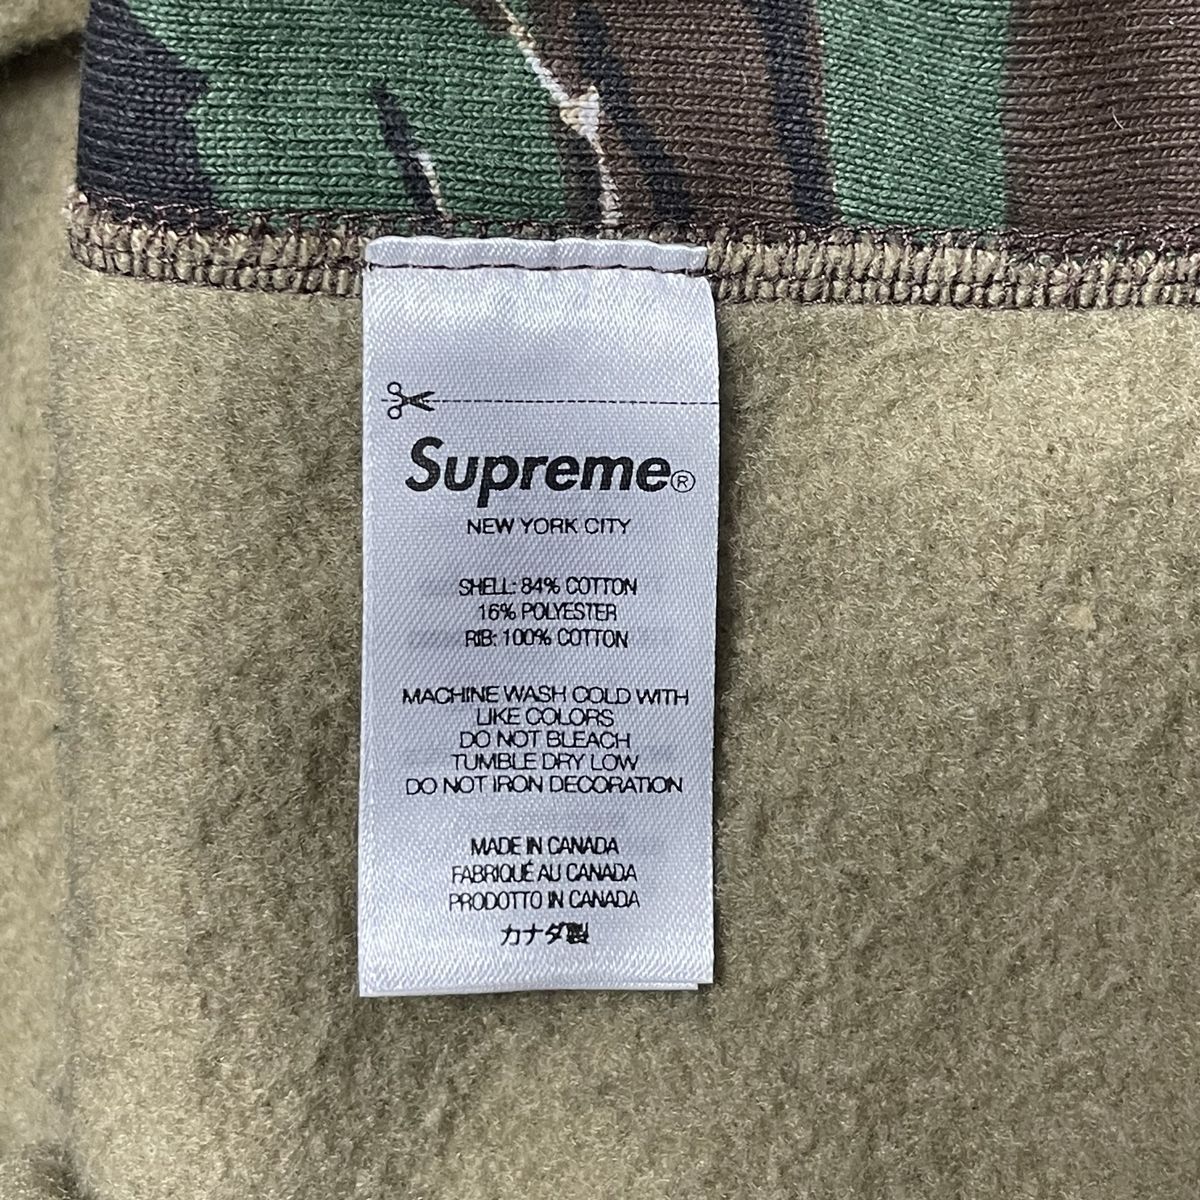 Supreme®
NEW YORK CITY
SHELL: 84% COTTON
16% POLYESTER
RIB: 100% COTTON
MACHINE WASH COLD WITH
LIKE COLORS
DO NOT BLEACH
TUMBLE DRY LOW
DO NOT IRON DECORATION
MADE IN CANADA
FABRIQUÉ AU CANADA
PRODOTTO IN CANADA
カナダ製